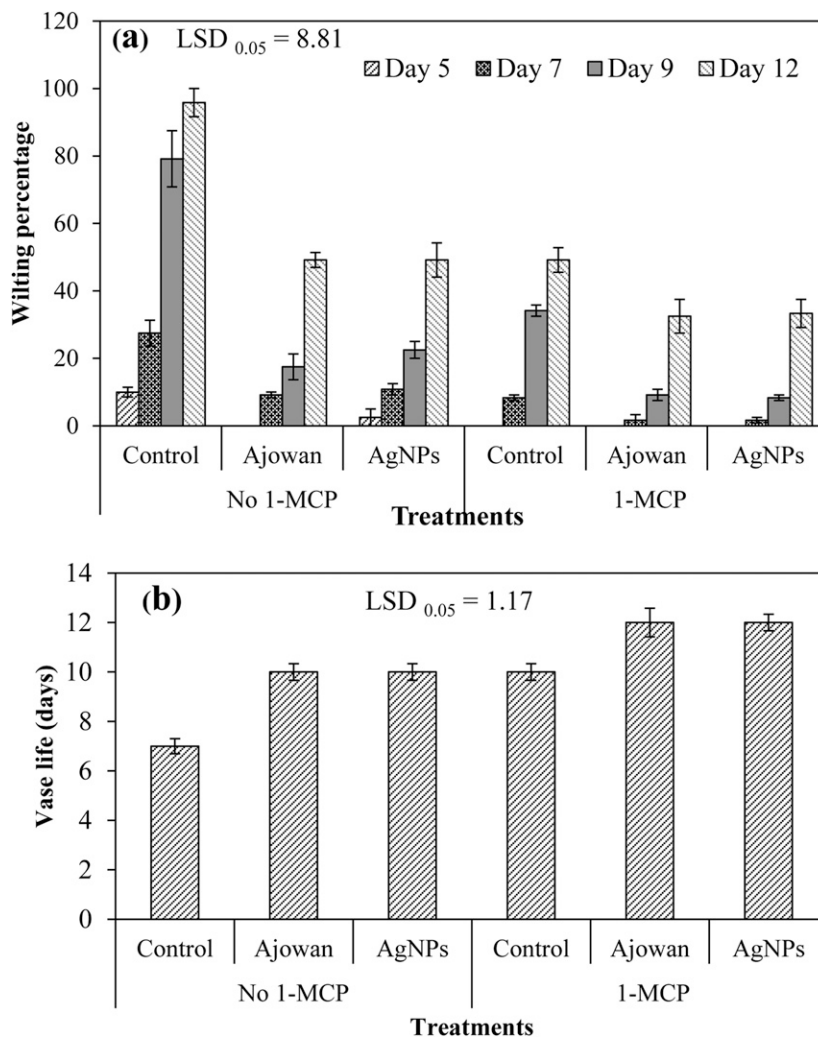 (a) LSD 0.05 = 8.81
Day 5 Day 7 Day 9 Day 12
120
100
80
60
40
20
0
Wilting percentage
Control Ajowan AgNPs Control Ajowan AgNPs
No 1-MCP 1-MCP
Treatments
(b) LSD 0.05 = 1.17
14
12
10
8
6
4
2
0
Vase life (days)
Control Ajowan AgNPs Control Ajowan AgNPs
No 1-MCP 1-MCP
Treatments